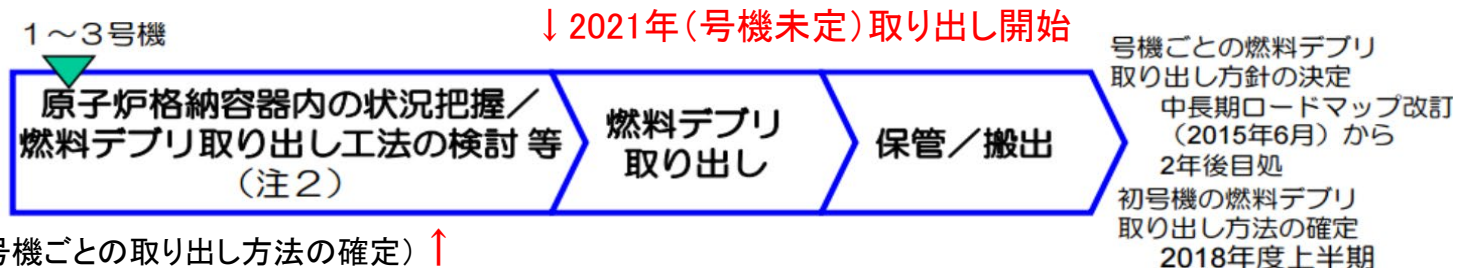 ↓2021年(号機未定)取り出し開始
1~3号機
原子炉格納容器内の状況把握/
燃料デブリ取り出し工法の検討 等
(注2)
燃料デブリ
取り出し
保管/搬出
号機ごとの燃料デブリ
取り出し方針の決定
中長期ロードマップ改訂
(2015年6月)から
2年後目処
初号機の燃料デブリ
取り出し方法の確定
2018年度上半期
号機ごとの取り出し方法の確定)↑